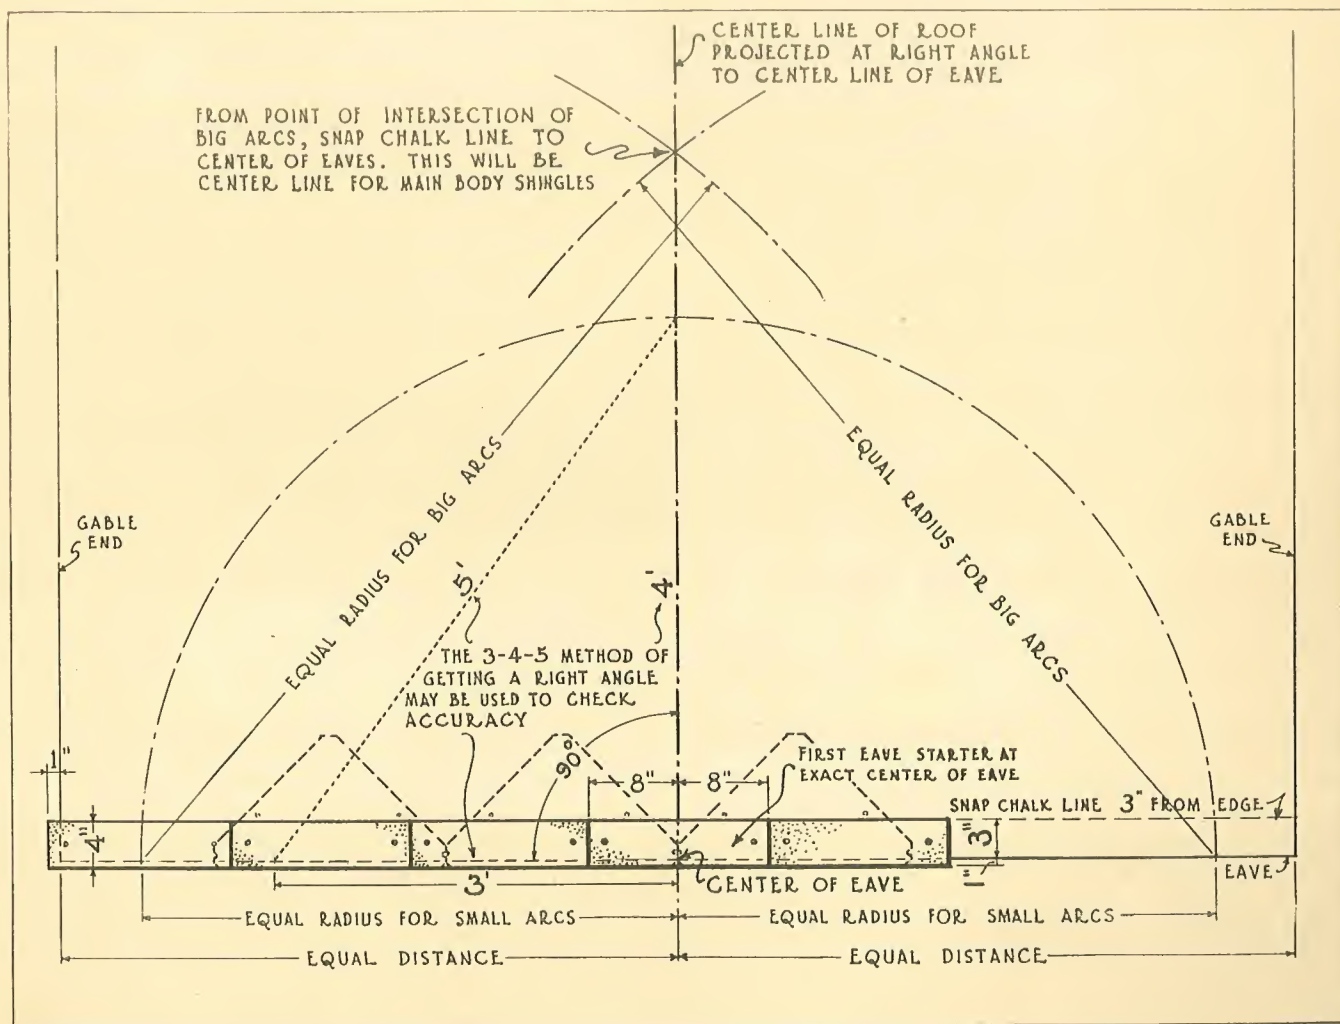 CENTER LINE OF ROOF
PROJECTED AT RIGHT ANGLE
TO CENTER LINE OF EAVE
FROM POINT OF INTERSECTION OF
BIG ARCS, SNAP CHALK LINE TO
CENTER OF EAVES. THIS WILL BE
CENTER LINE FOR MAIN BODY SHINGLES
EQUAL RADIUS FOR BIG ARCS
EQUAL RADIUS FOR BIG ARCS
GABLE
END
GABLE
END
5'
4'
THE 3-4-5 METHOD OF
GETTING A RIGHT ANGLE
MAY BE USED TO CHECK
ACCURACY
90°
FIRST EAVE STARTER AT
EXACT CENTER OF EAVE
1"
8"
8"
SNAP CHALK LINE 3" FROM EDGE
4"
3"
1"
EAVE
3'
CENTER OF EAVE
EQUAL RADIUS FOR SMALL ARCS
EQUAL RADIUS FOR SMALL ARCS
EQUAL DISTANCE
EQUAL DISTANCE